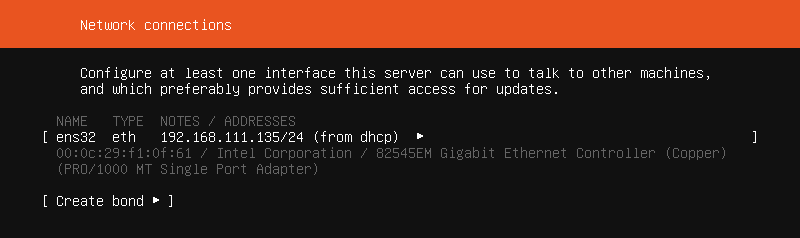 Network connections
Configure at least one interface this server can use to talk to other machines,
and which preferably provides sufficient access for updates.
NAME TYPE NOTES / ADDRESSES
[ ens32 eth 192.168.111.135/24 (from dhcp) ▸ ]
00:0c:29:f1:0f:61 / Intel Corporation / 82545EM Gigabit Ethernet Controller (Copper)
(PRO/1000 MT Single Port Adapter)
[ Create bond ▸ ]